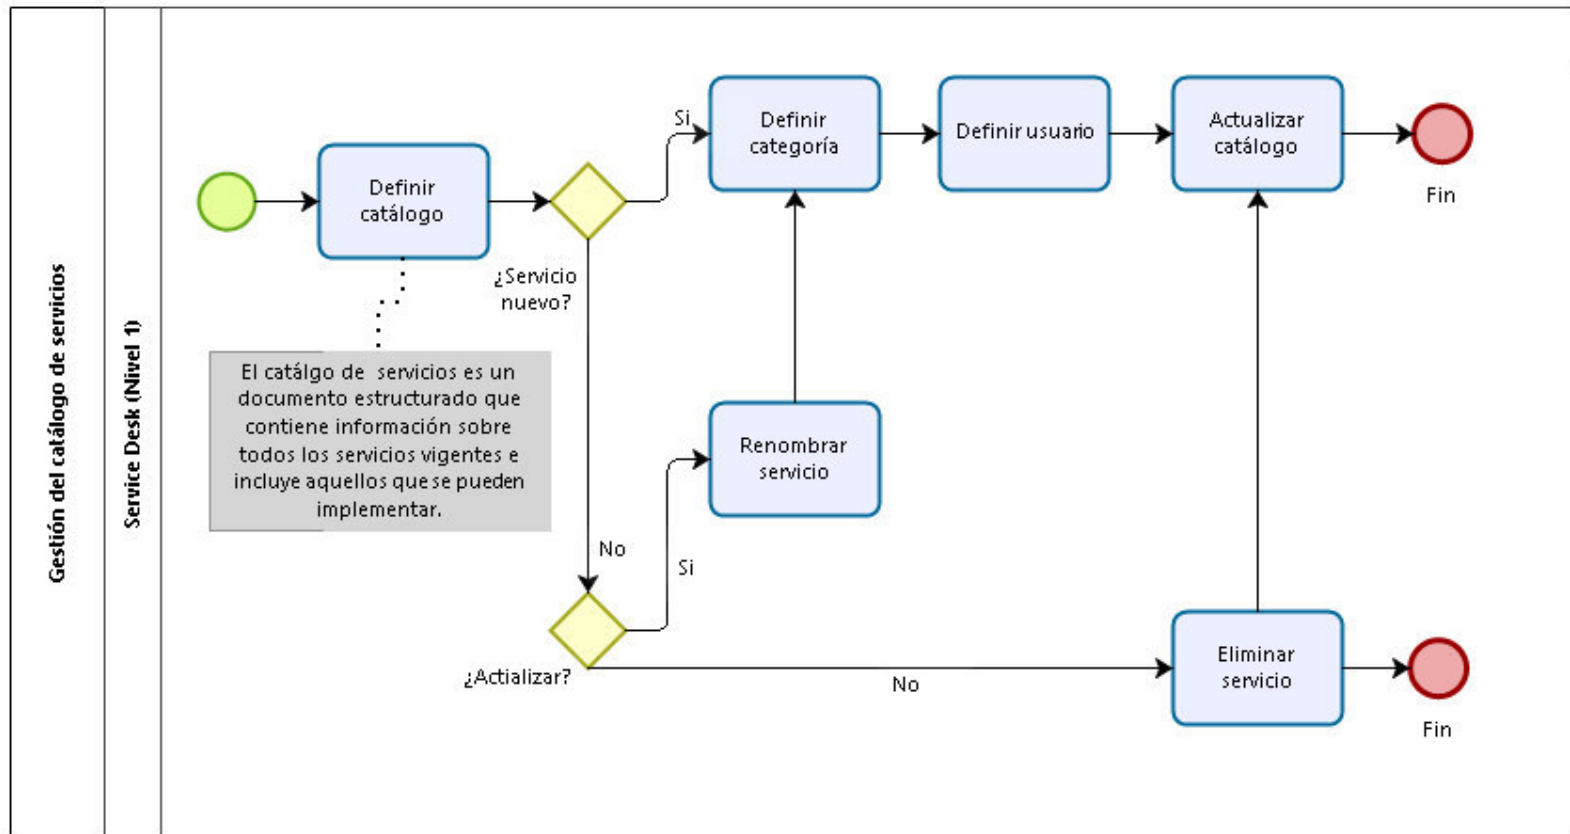 Gestión del catálogo de servicios
Service Desk (Nivel 1)
Definir
catálogo
¿Servicio
nuevo?
Si
Definir
categoría
Definir usuario
Actualizar
catálogo
Fin
El catálgo de servicios es un
documento estructurado que
contiene información sobre
todos los servicios vigentes e
incluye aquellos que se pueden
implementar.
No
Si
Renombrar
servicio
¿Actializar?
No
Eliminar
servicio
Fin